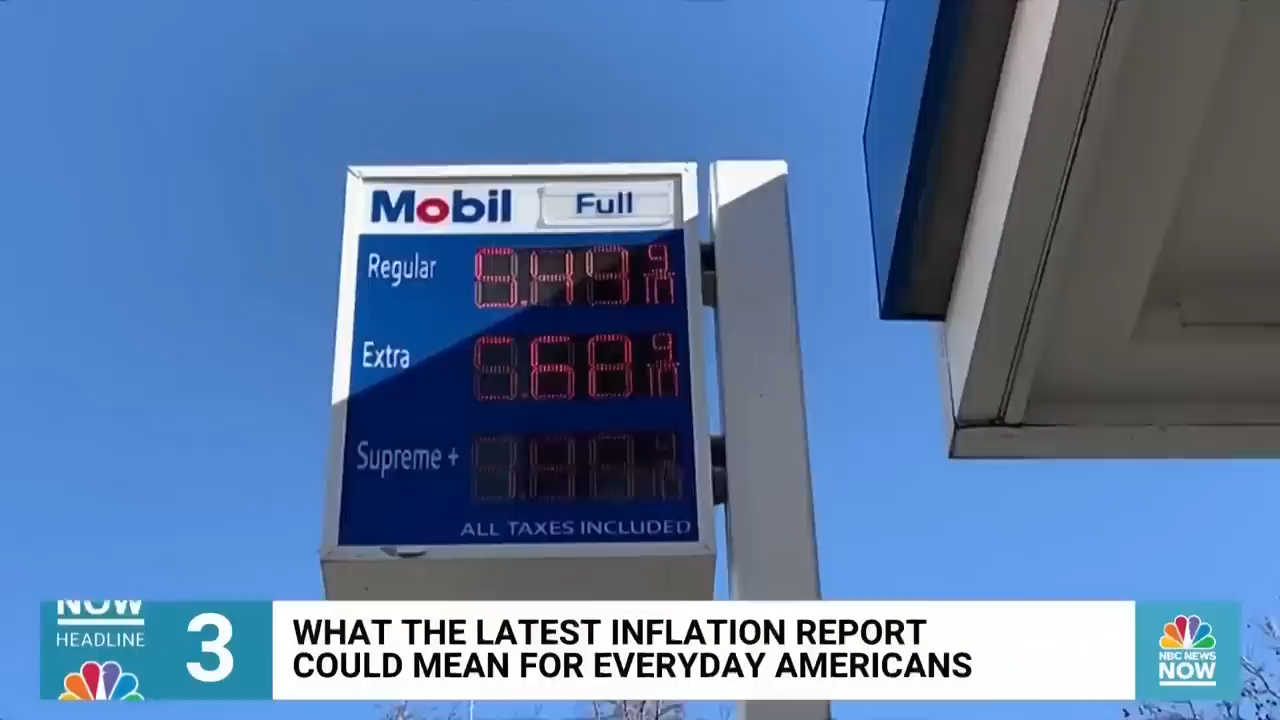 Mobil Full
Regular
Extra
Supreme +
ALL TAXES INCLUDED
NOW
HEADLINE
3
WHAT THE LATEST INFLATION REPORT
COULD MEAN FOR EVERYDAY AMERICANS
NBC NEWS
NOW